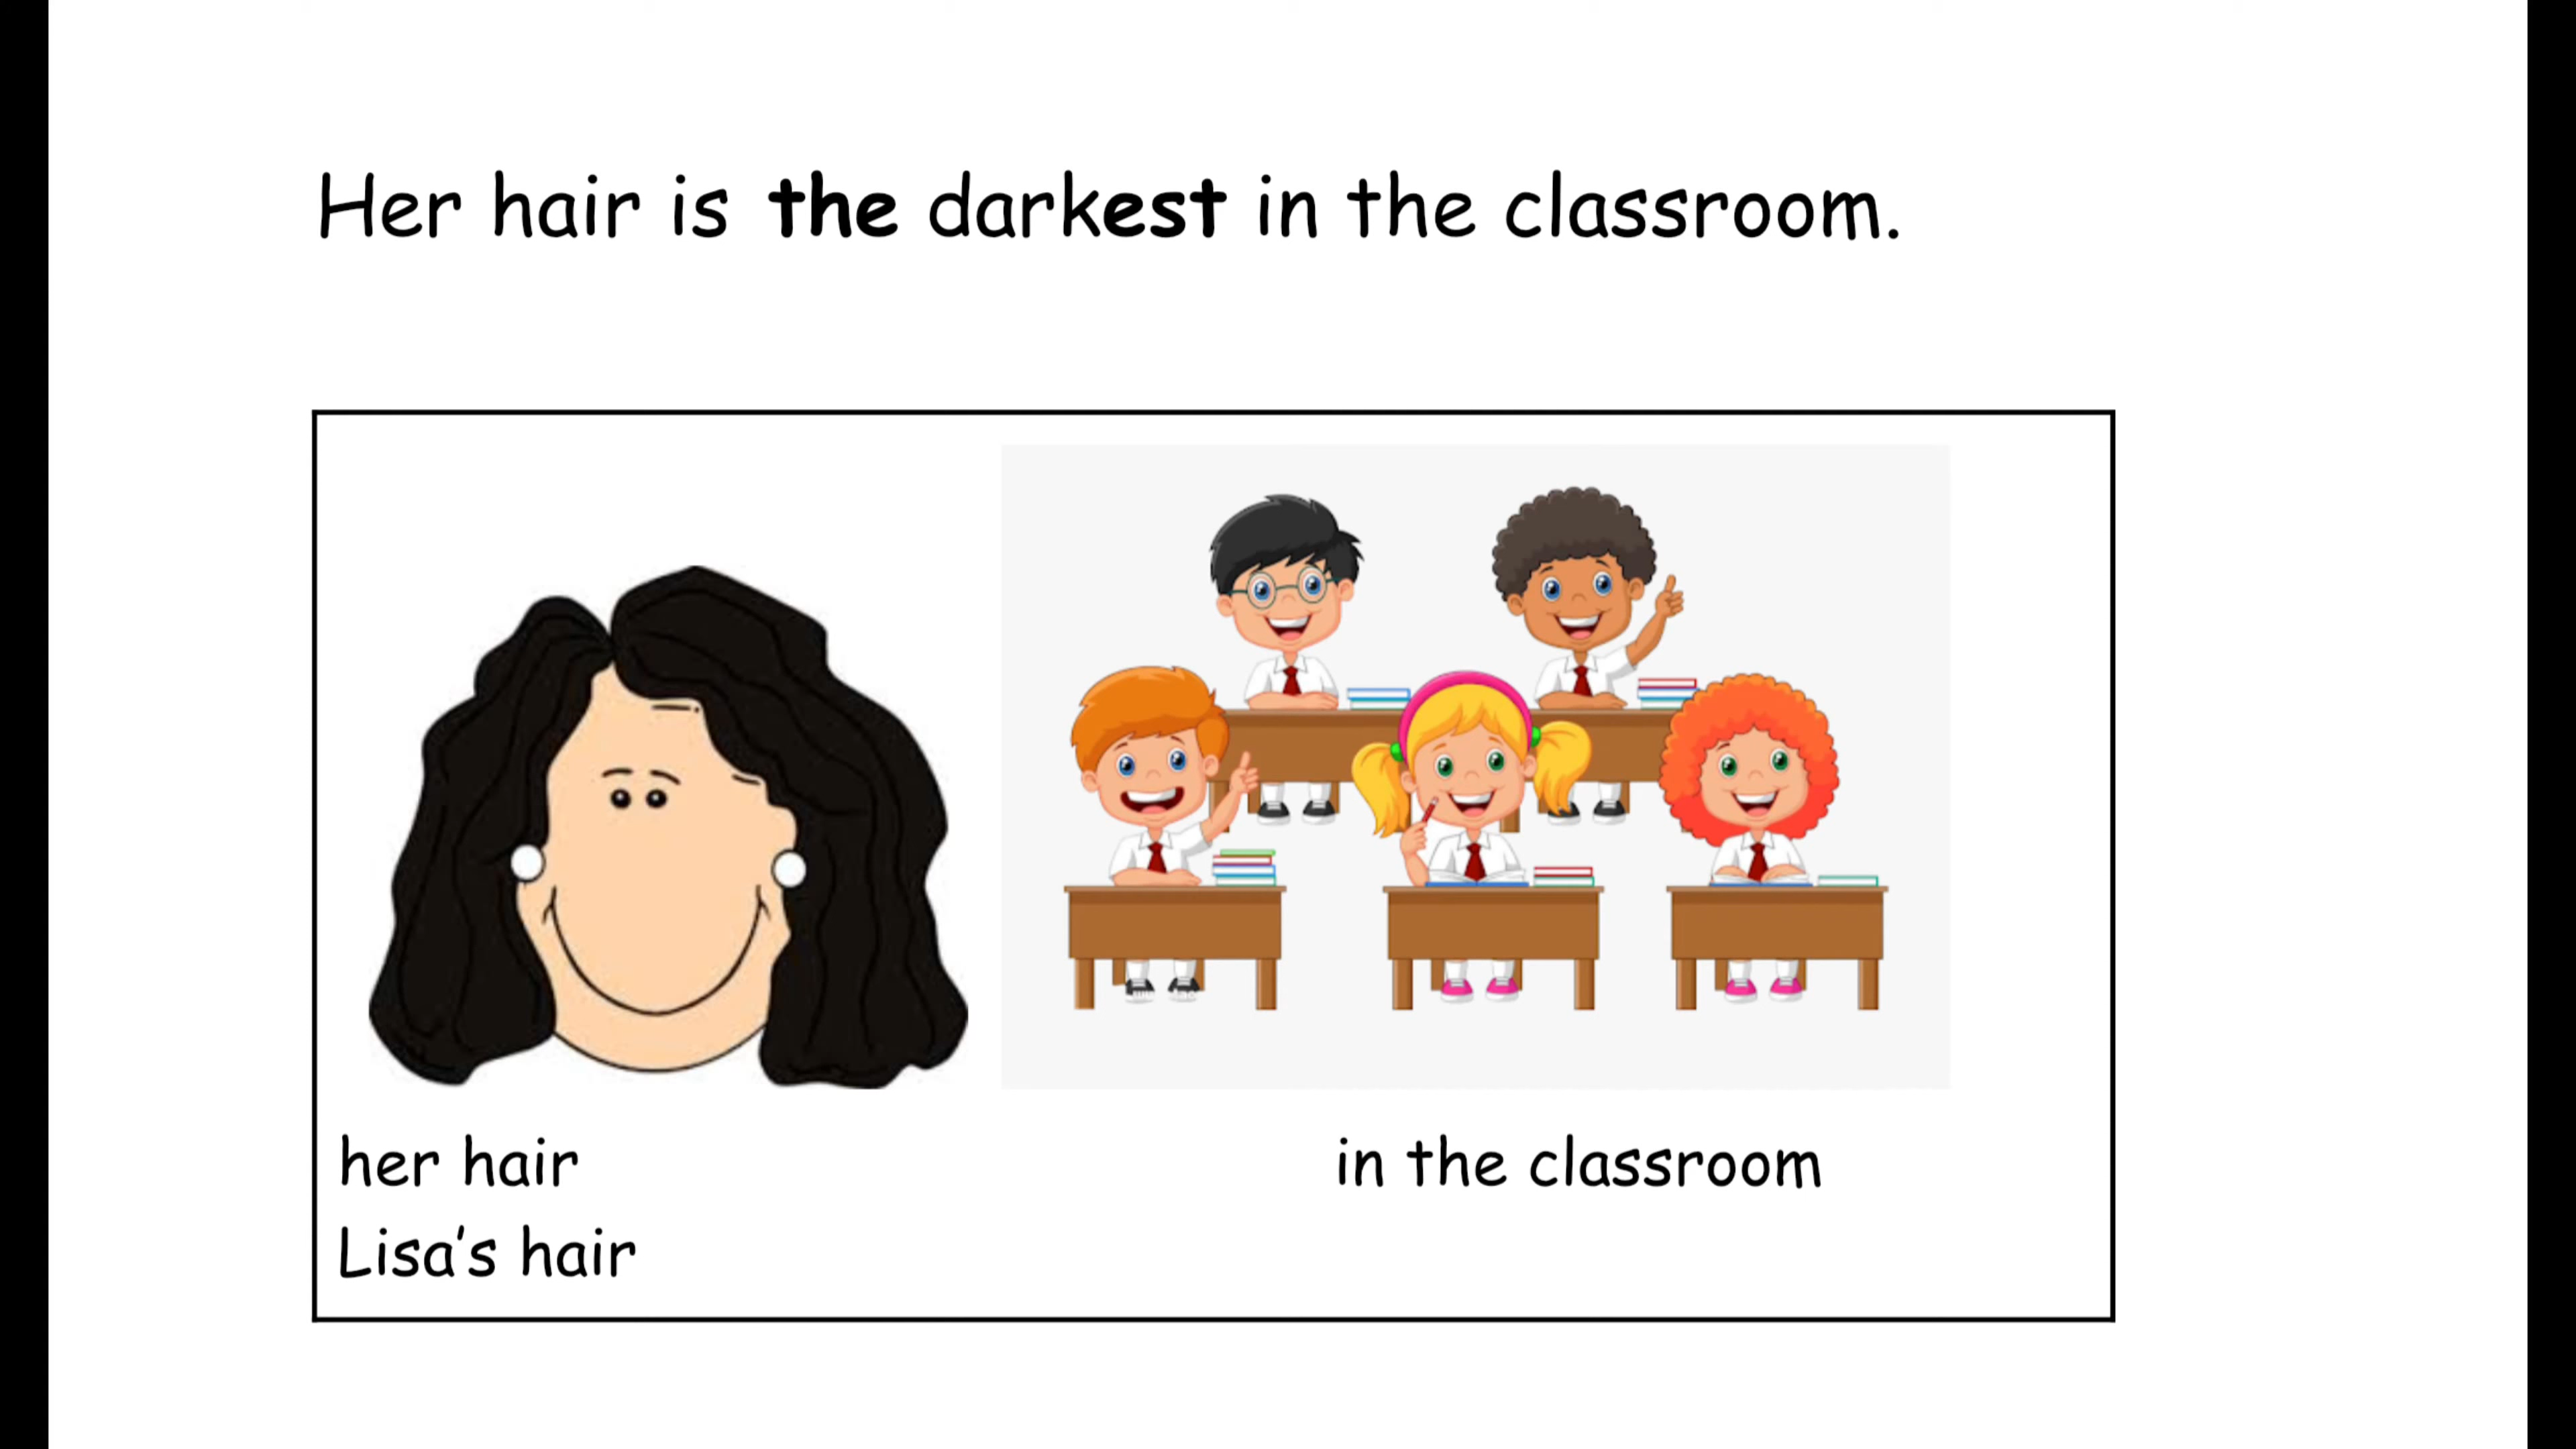 Her hair is the darkest in the classroom.
her hair
in the classroom
Lisa's hair